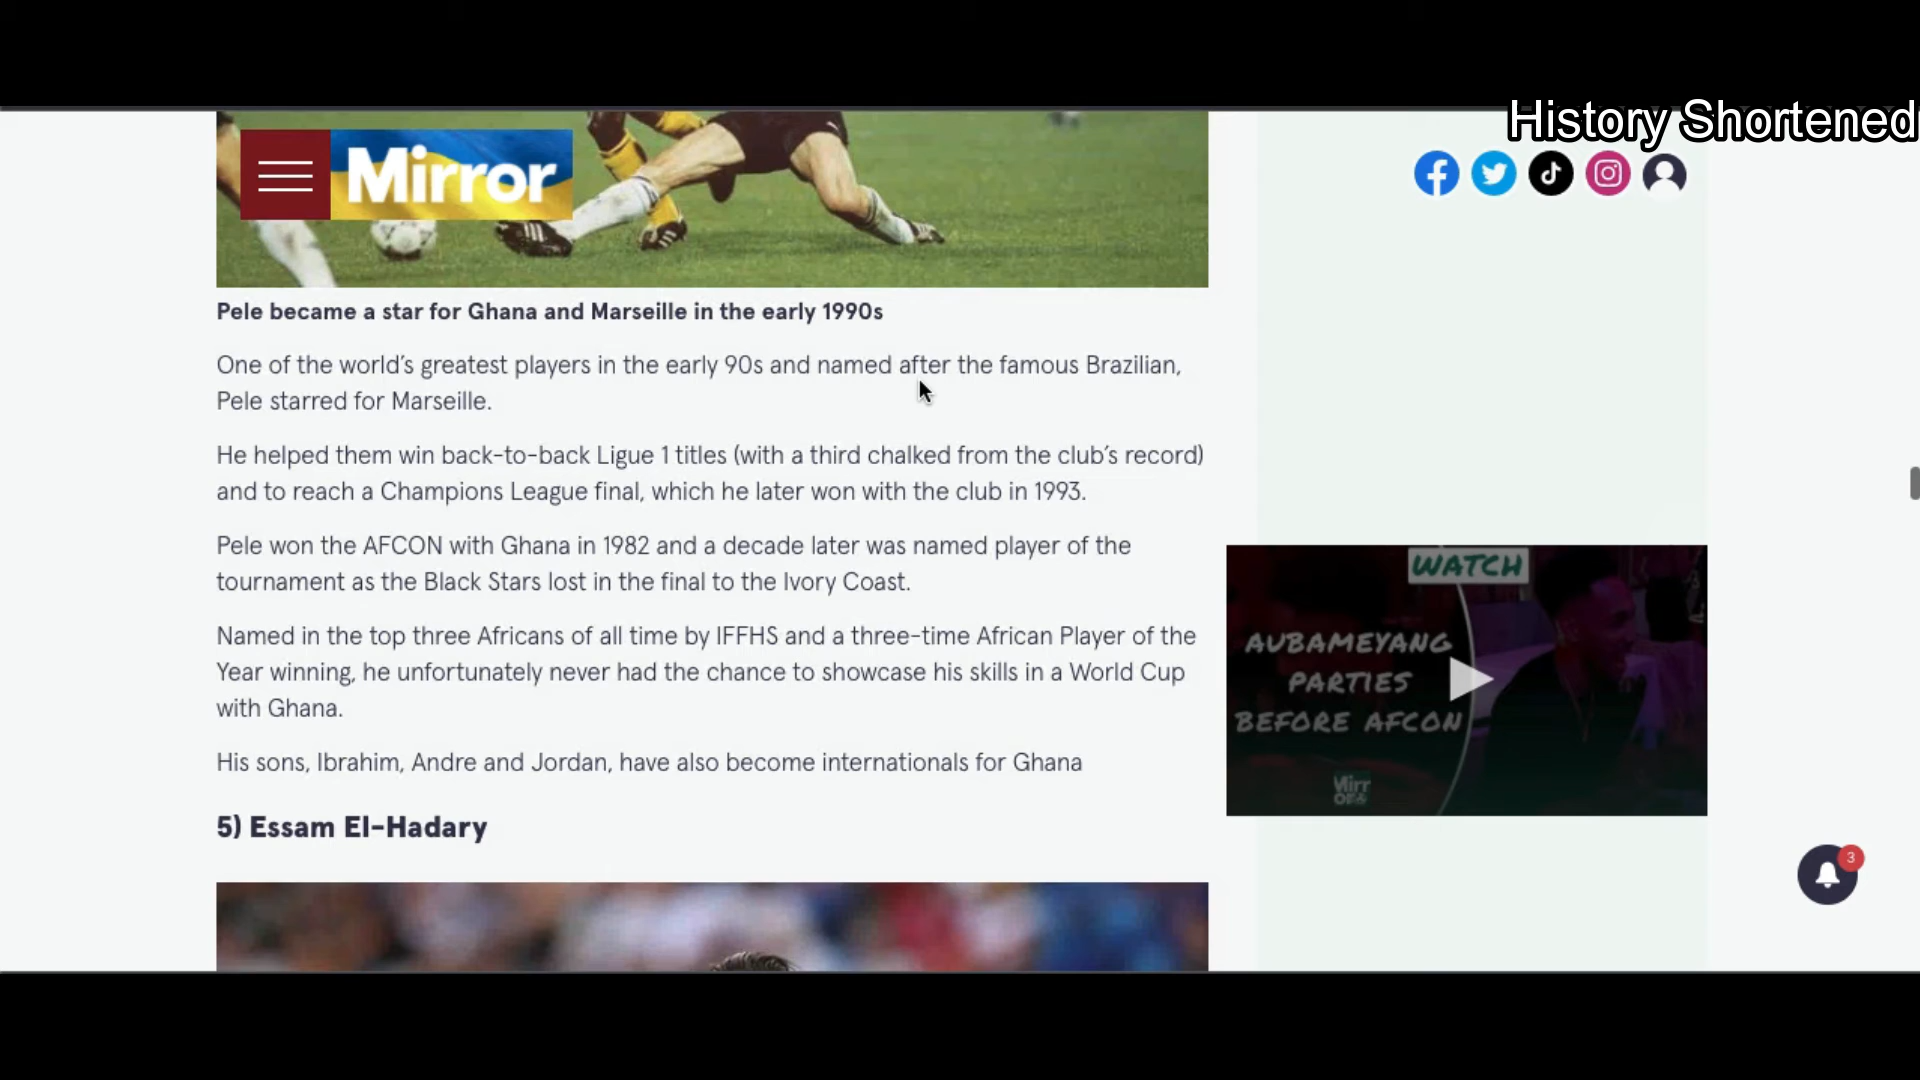 History Shortened
Mirror
Pele became a star for Ghana and Marseille in the early 1990s
One of the world’s greatest players in the early 90s and named after the famous Brazilian,
Pele starred for Marseille.
He helped them win back-to-back Ligue 1 titles (with a third chalked from the club’s record)
and to reach a Champions League final, which he later won with the club in 1993.
Pele won the AFCON with Ghana in 1982 and a decade later was named player of the
tournament as the Black Stars lost in the final to the Ivory Coast.
Named in the top three Africans of all time by IFFHS and a three-time African Player of the
Year winning, he unfortunately never had the chance to showcase his skills in a World Cup
with Ghana.
His sons, Ibrahim, Andre and Jordan, have also become internationals for Ghana
5) Essam El-Hadary
WATCH
AUBAMEYANG
PARTIES
BEFORE AFCON
Mirr
or
3